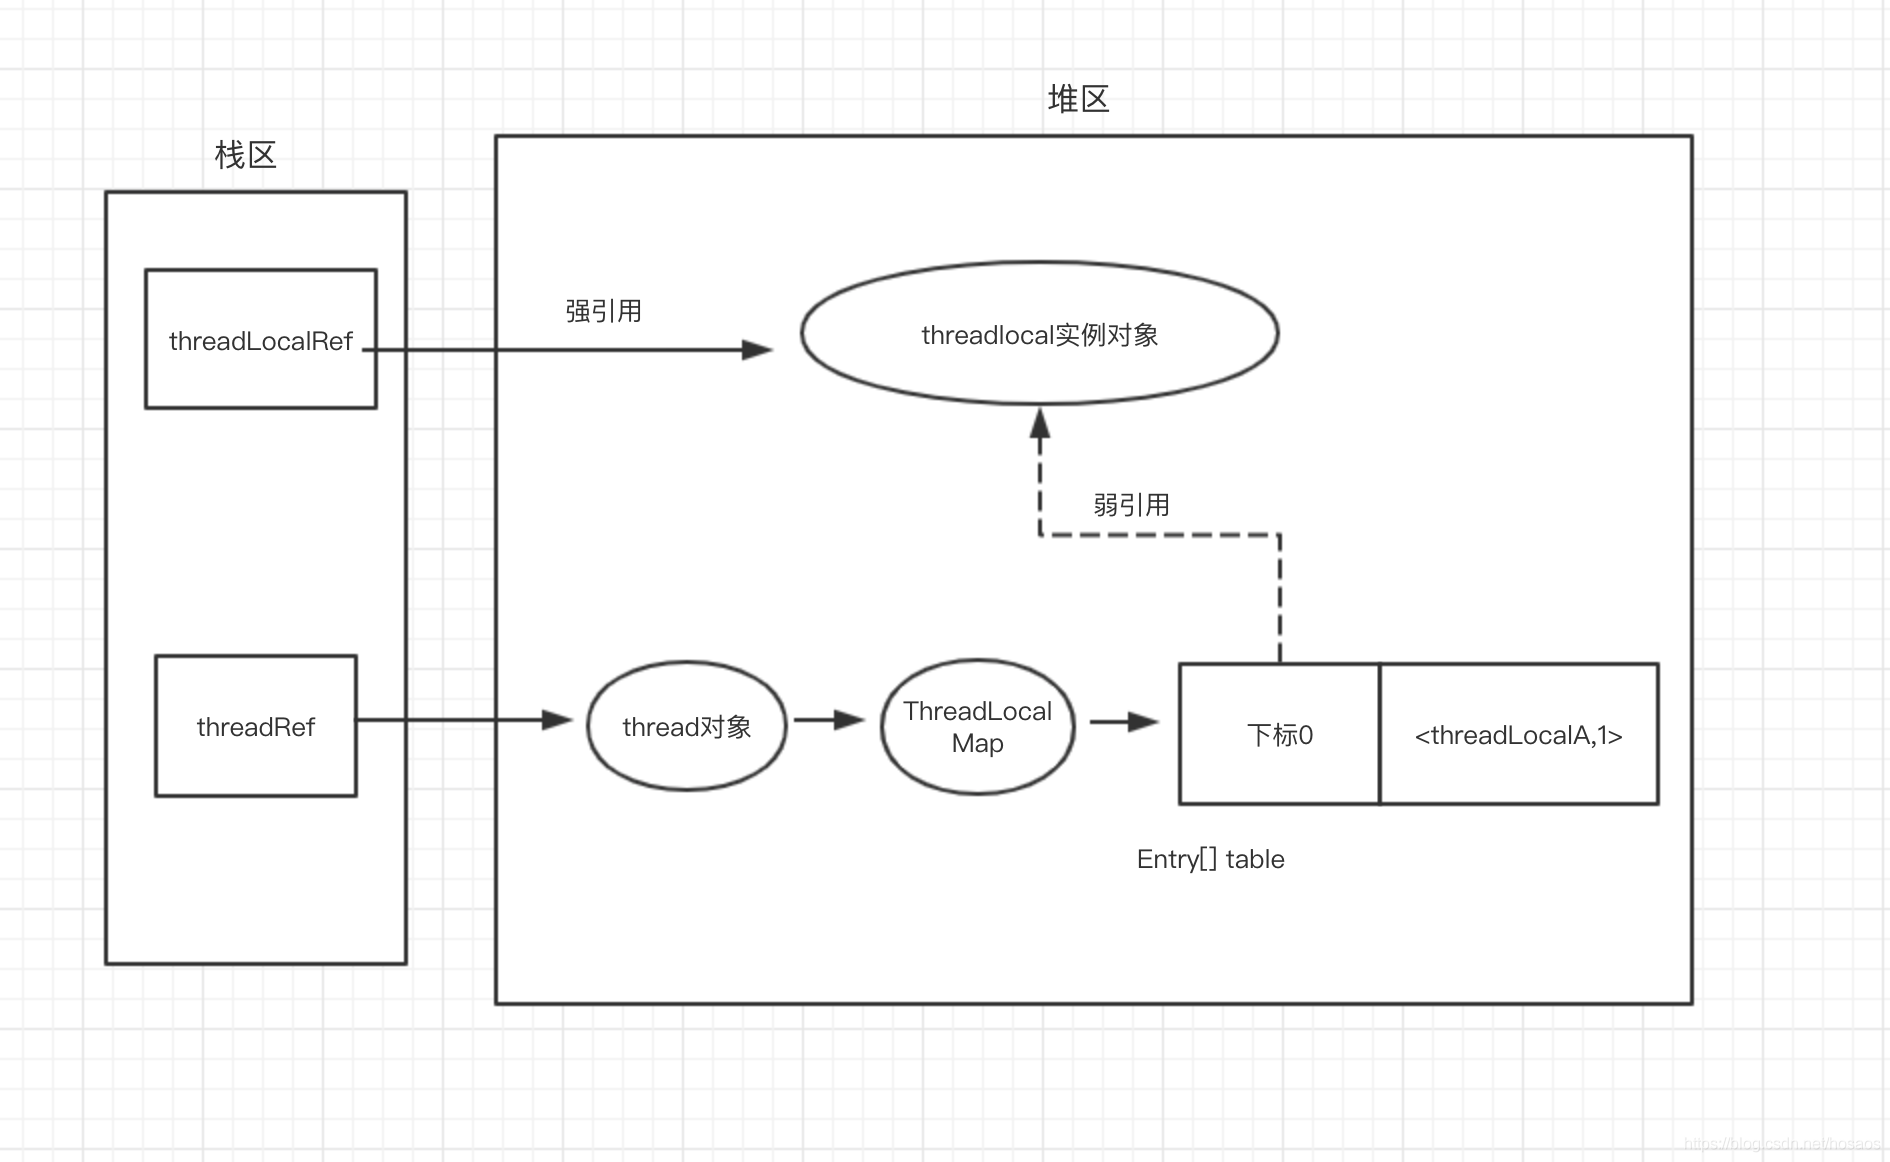 堆区
栈区
强引用
threadLocalRef
threadlocal实例对象
弱引用
threadRef
thread对象
ThreadLocal
Map
下标0
<threadLocalA,1>
Entry[] table
https://blog.csdn.net/hosaos